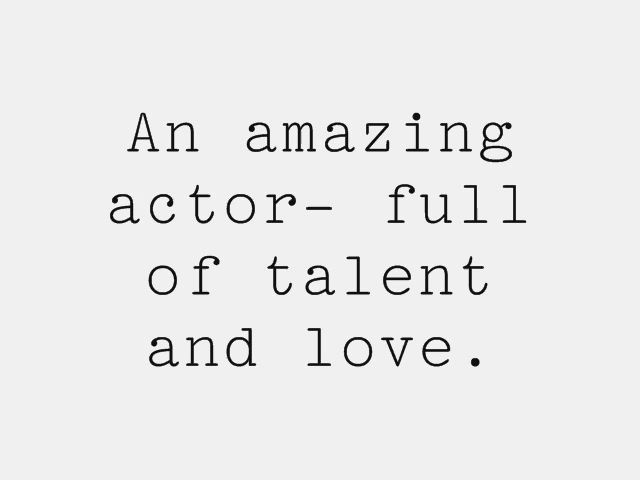 An amazing
actor- full
of talent
and love.